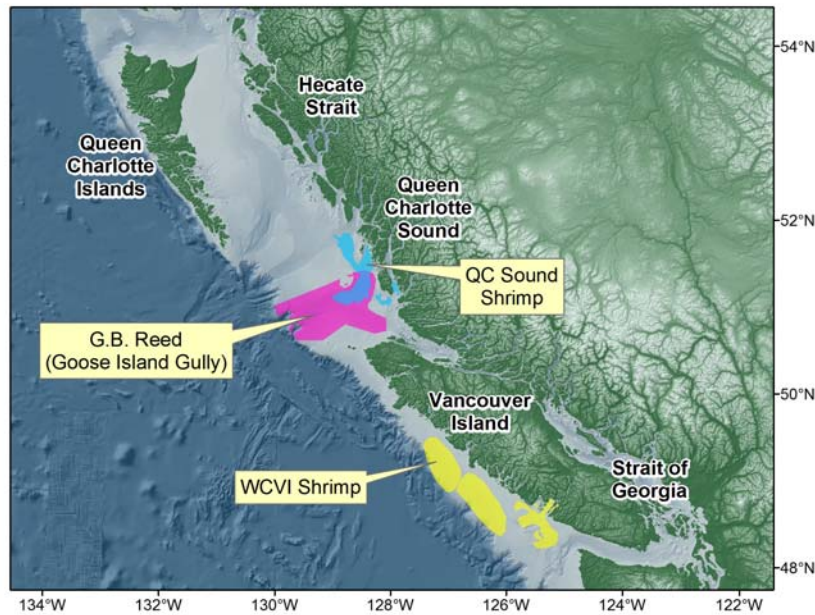 54°N
Hecate
Strait
Queen
Charlotte
Islands
Queen
Charlotte
Sound
52°N
QC Sound
Shrimp
G.B. Reed
(Goose Island Gully)
50°N
Vancouver
Island
WCVI Shrimp
Strait of
Georgia
48°N
134°W
132°W
130°W
128°W
126°W
124°W
122°W